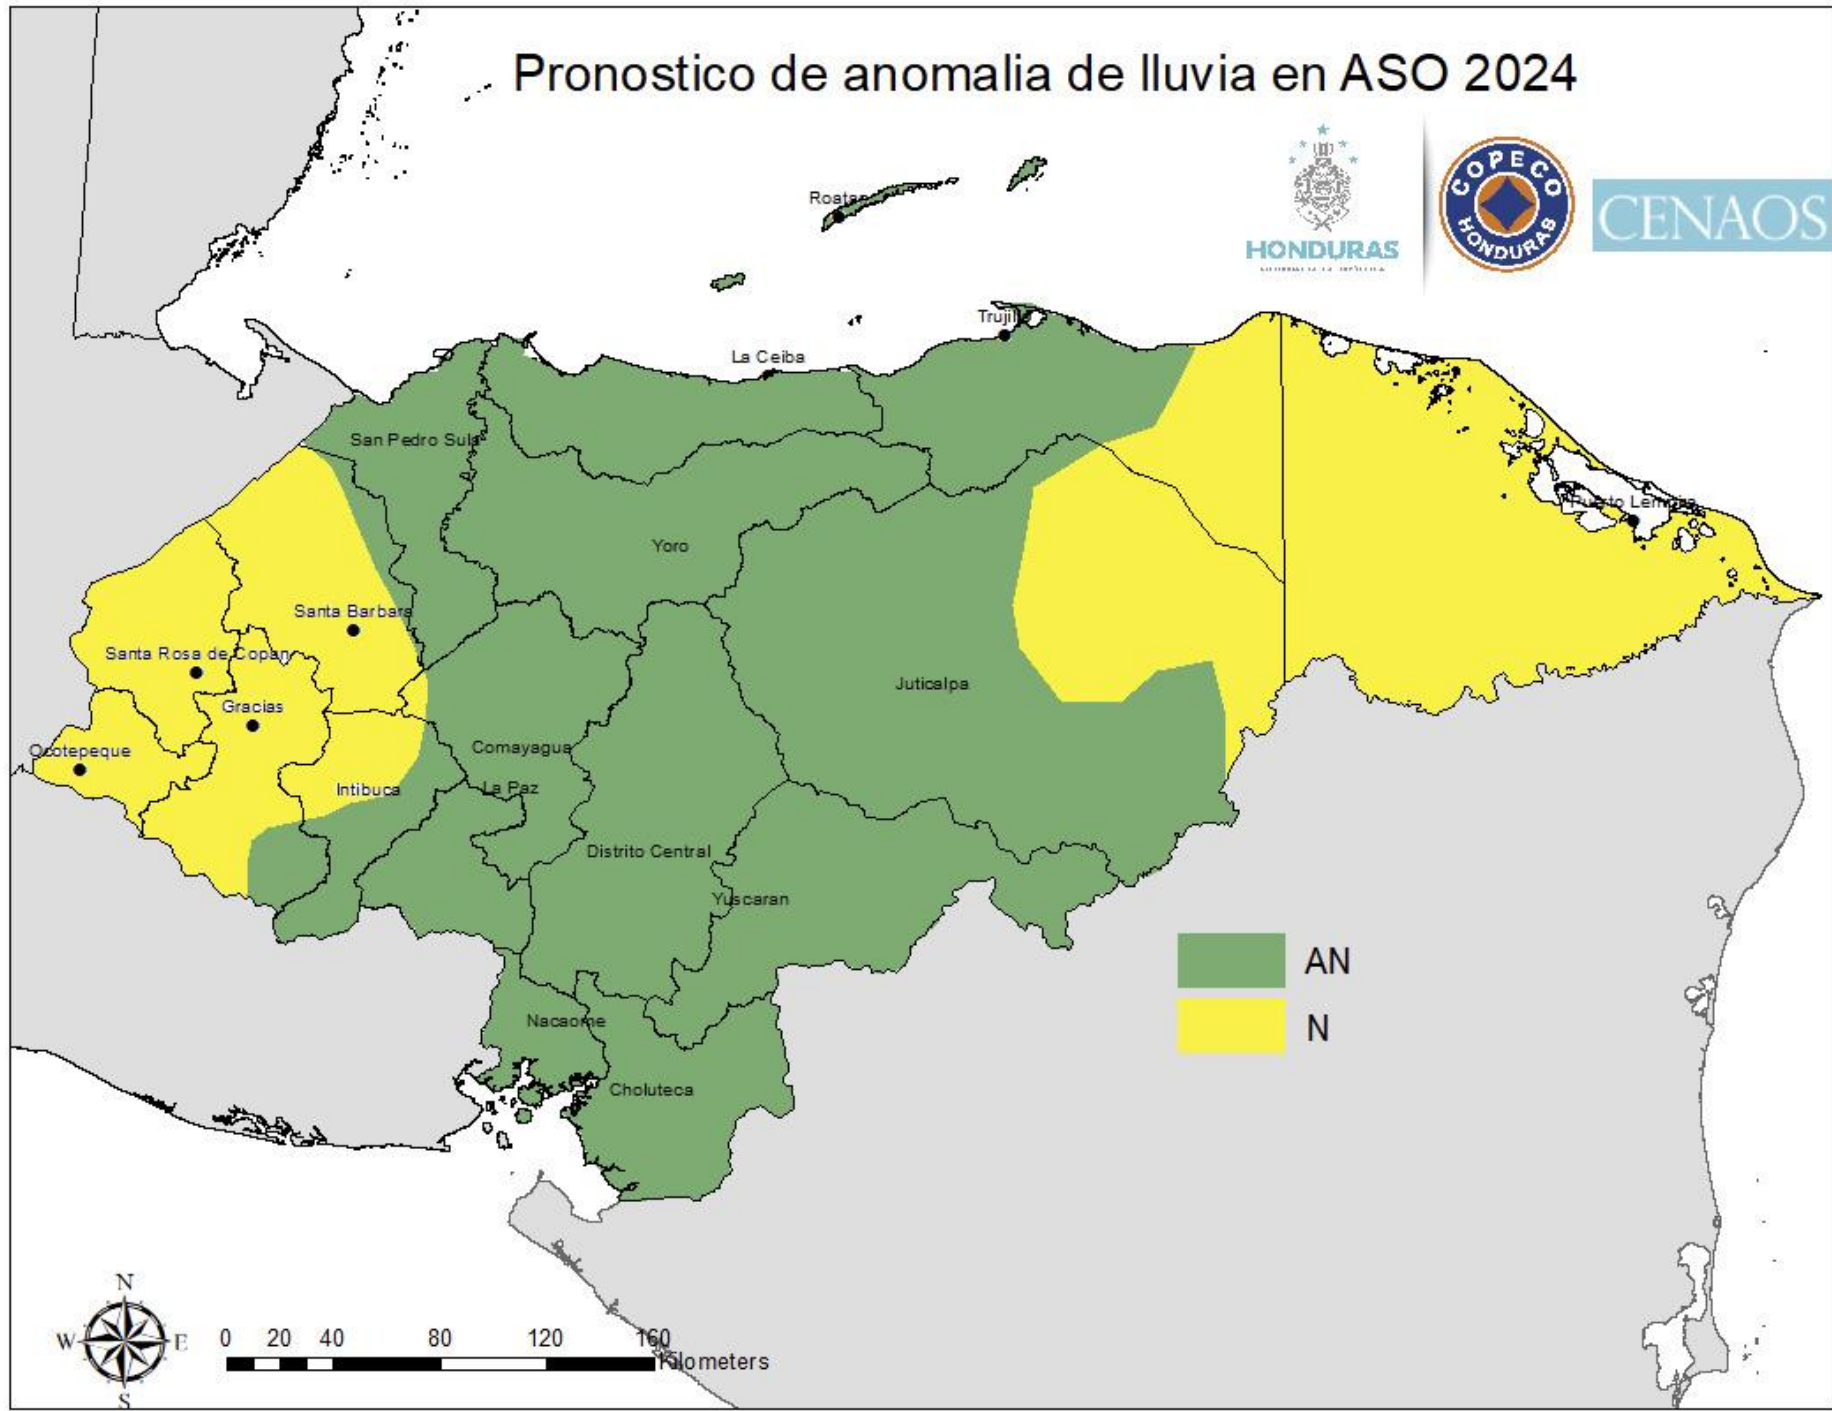 Pronostico de anomalia de lluvia en ASO 2024
HONDURAS
COPECO
HONDURAS
CENAOS
Roatan
Trujillo
La Ceiba
San Pedro Sula
Puerto Lempira
Yoro
Santa Barbara
Santa Rosa de Copan
Juticalpa
Gracias
Comayagua
Ocotepeque
Intibuca
La Paz
Distrito Central
Yuscaran
AN
Nacaome
N
Choluteca
N
W
E
S
0 20 40 80 120 160
Kilometers